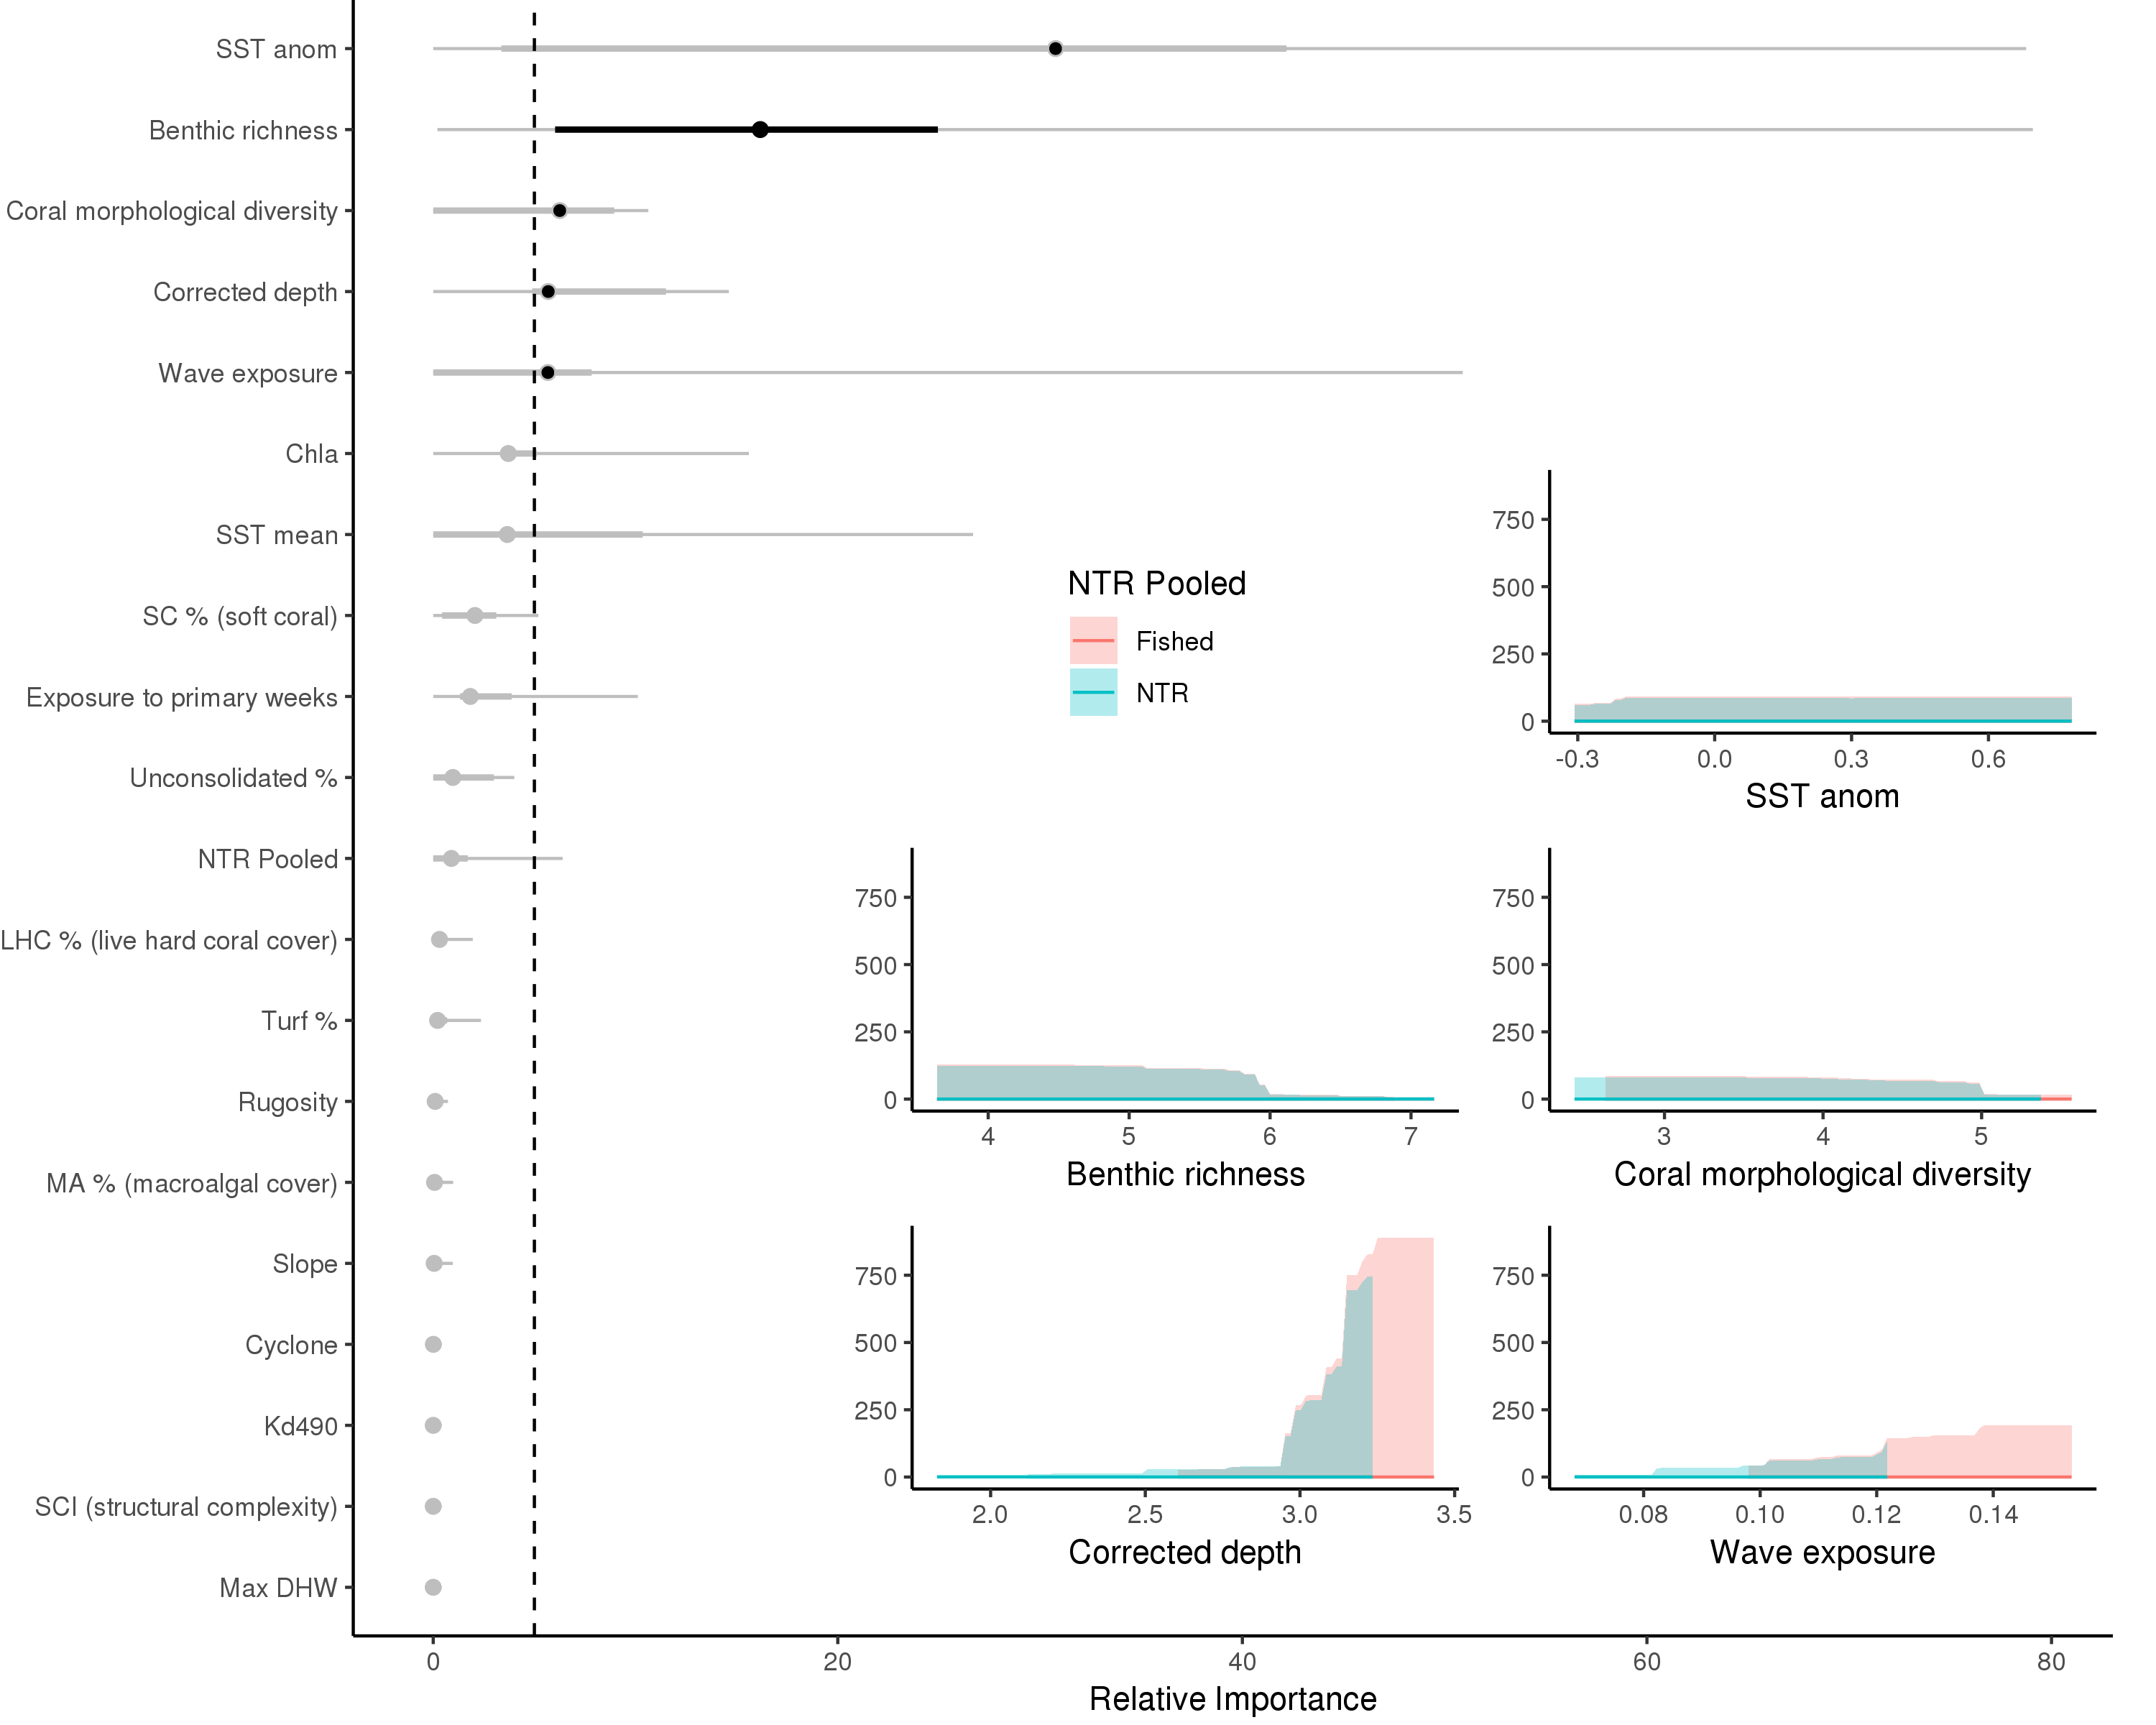 SST anom
Benthic richness
Coral morphological diversity
Corrected depth
Wave exposure
Chla
SST mean
SC % (soft coral)
Exposure to primary weeks
Unconsolidated %
NTR Pooled
LHC % (live hard coral cover)
Turf %
Rugosity
MA % (macroalgal cover)
Slope
Cyclone
Kd490
SCI (structural complexity)
Max DHW
0 20 40 60 80
Relative Importance
NTR Pooled
Fished
NTR
750
500
250
0
-0.3 0.0 0.3 0.6
SST anom
750
500
250
0
4 5 6 7
Benthic richness
750
500
250
0
3 4 5
Coral morphological diversity
750
500
250
0
2.0 2.5 3.0 3.5
Corrected depth
750
500
250
0
0.08 0.10 0.12 0.14
Wave exposure